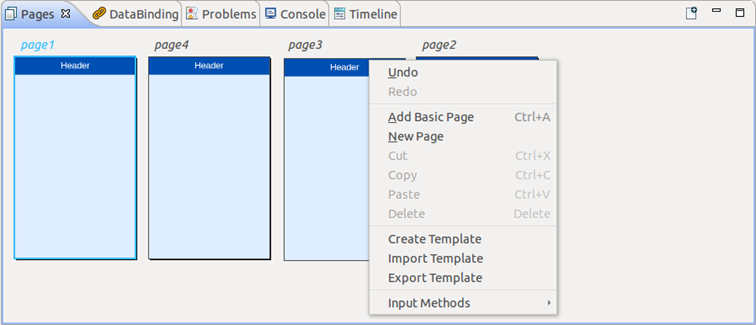 Pages DataBinding Problems Console Timeline
page1 page4 page3 page2
Header Header Header
Undo
Redo
Add Basic Page Ctrl+A
New Page
Cut Ctrl+X
Copy Ctrl+C
Paste Ctrl+V
Delete Delete
Create Template
Import Template
Export Template
Input Methods